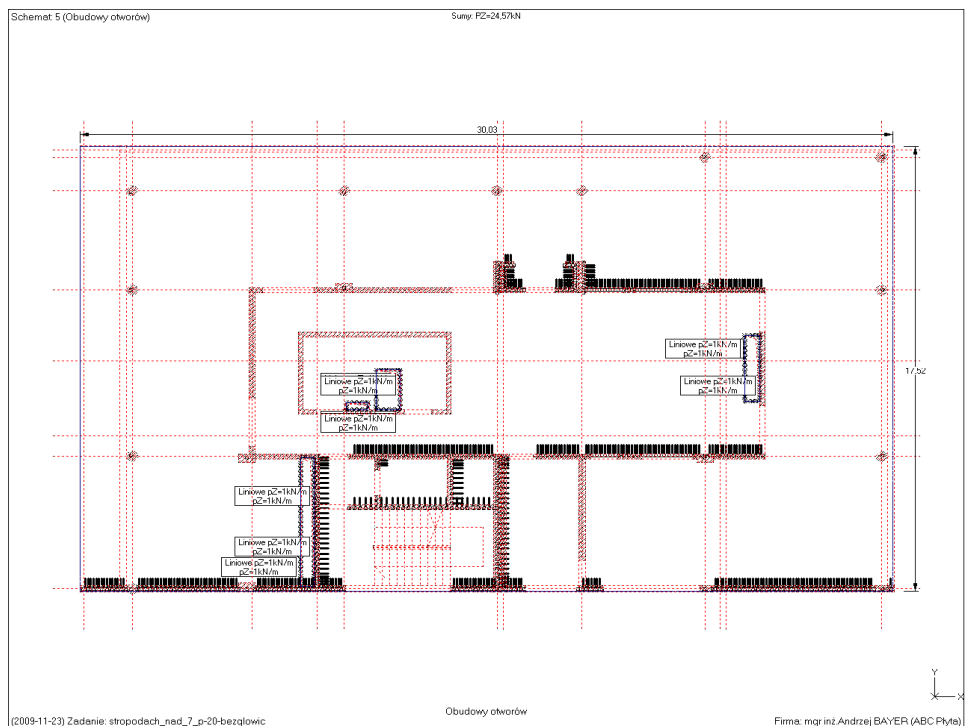 Schemat: 5 (Obudowy otworów)
Sumy: PZ=24,57kN
30,03
17,52
Liniowe pZ=1kN/m
pZ=1kN/m
Liniowe pZ=1kN/m
pZ=1kN/m
Liniowe pZ=1kN/m
pZ=1kN/m
Liniowe pZ=1kN/m
pZ=1kN/m
Liniowe pZ=1kN/m
pZ=1kN/m
Liniowe pZ=1kN/m
pZ=1kN/m
Liniowe pZ=1kN/m
pZ=1kN/m
Y
X
Obudowy otworów
(2009-11-23) Zadanie: stropodach_nad_7_p-20-bezglowic
Firma: mgr inż.Andrzej BAYER (ABC Płyta)